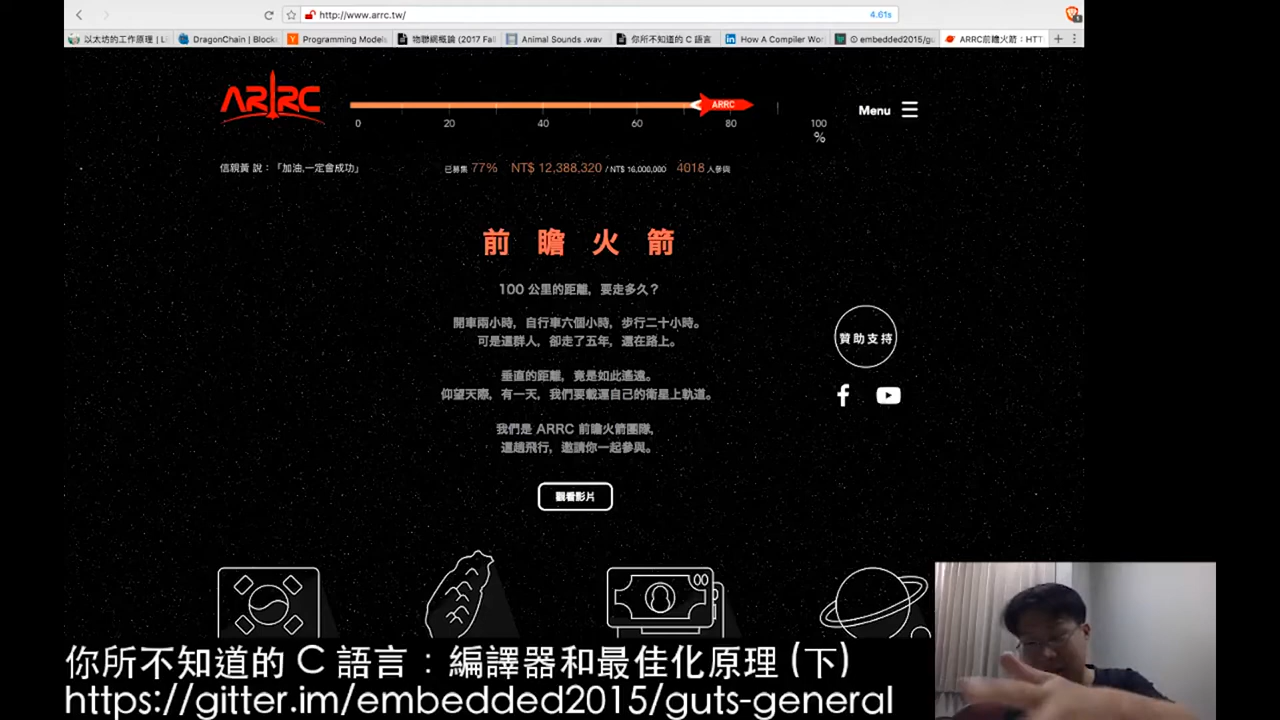 http://www.arrc.tw/
4.61s
以太坊的工作原理 | Li
DragonChain | Block
Programming Models
物聯網概論 (2017 Fall
Animal Sounds .wav
你所不知道的 C 語言
How A Compiler Wor
embedded2015/gu
ARRC前瞻火箭：HTT
ARRC
ARRC
0 20 40 60 80 100
%
Menu
信親黃 說：「加油,一定會成功」
已募集 77% NT$ 12,388,320 / NT$ 16,000,000 4018 人參與
前瞻火箭
100 公里的距離，要走多久？
開車兩小時，自行車六個小時，步行二十小時。
可是這群人，卻走了五年，還在路上。
垂直的距離，竟是如此遙遠。
仰望天際，有一天，我們要載運自己的衛星上軌道。
我們是 ARRC 前瞻火箭團隊，
這趟飛行，邀請你一起參與。
贊助支持
觀看影片
你所不知道的 C 語言：編譯器和最佳化原理 (下)
https://gitter.im/embedded2015/guts-general